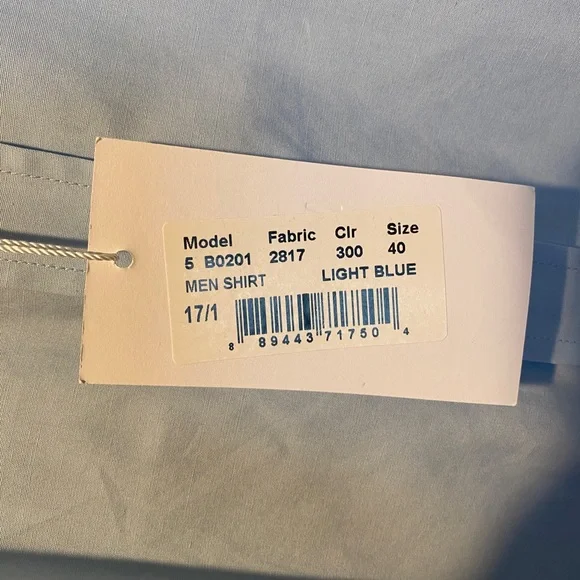 Model Fabric Clr Size
5 B0201 2817 300 40
MEN SHIRT LIGHT BLUE
17/1
8 89443 71750 4